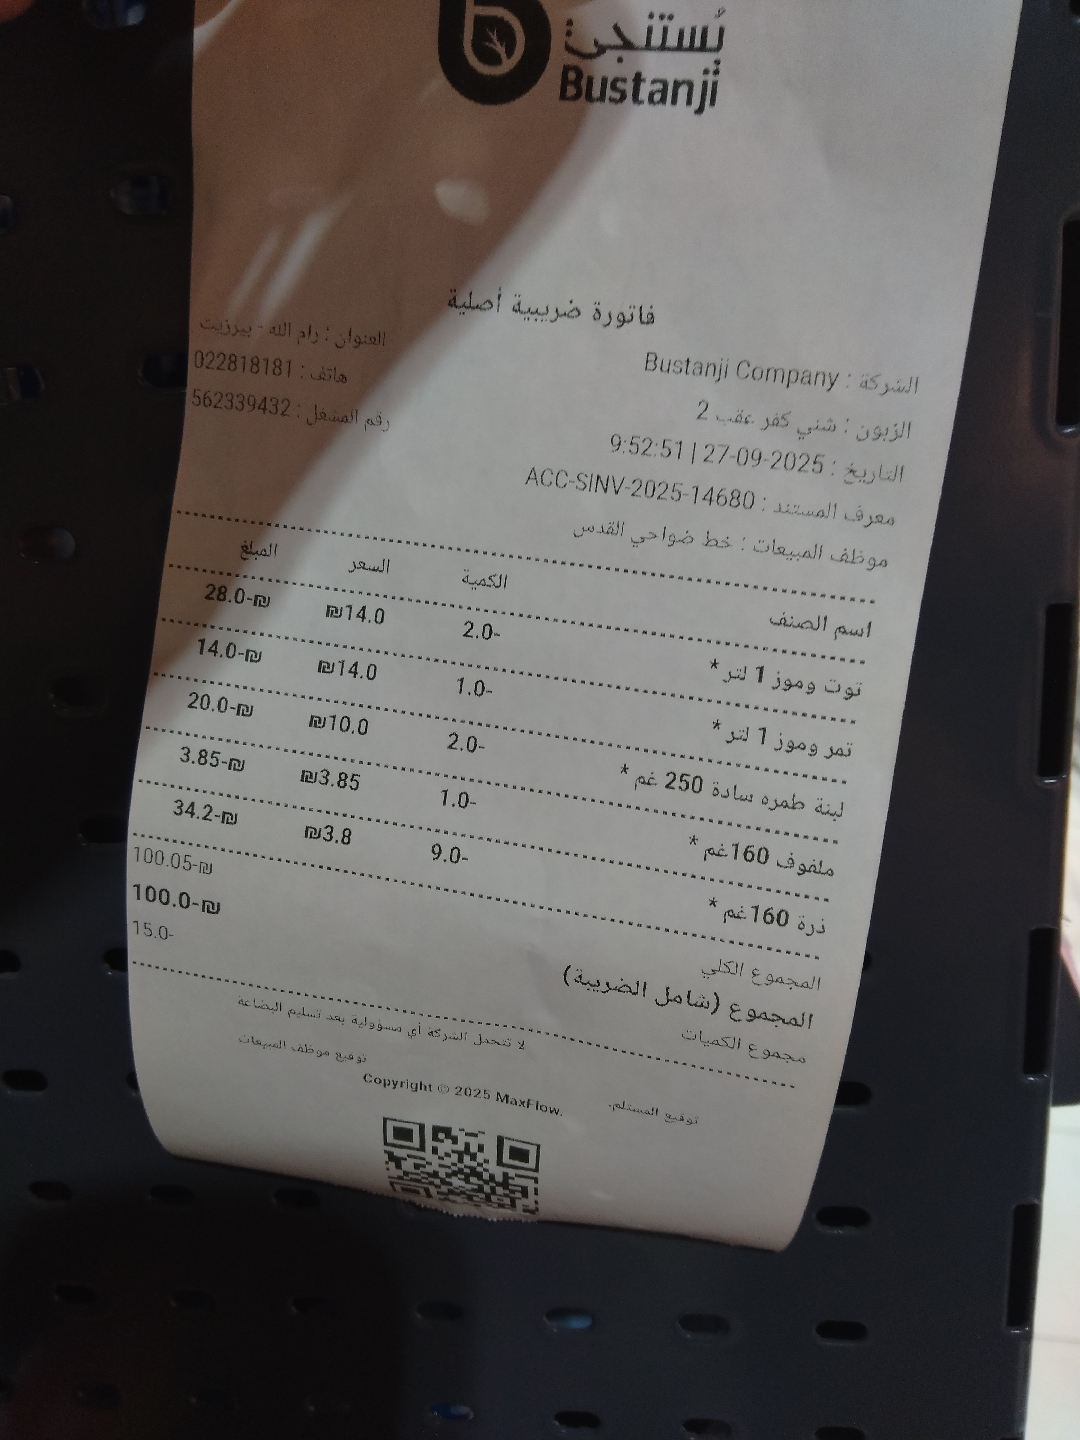 بُستنجي
Bustanji
فاتورة ضريبية أصلية
الشركة : Bustanji Company
العنوان : رام الله - بيرزيت
الزبون : شني كفر عقب 2
هاتف : 022818181
التاريخ : 27-09-2025 | 9:52:51
رقم المشغل : 562339432
معرف المستند : ACC-SINV-2025-14680
موظف المبيعات : خط ضواحي القدس
اسم الصنف الكمية السعر المبلغ
توت وموز 1 لتر * 2.0- ₪14.0 28.0-₪
تمر وموز 1 لتر * 1.0- ₪14.0 14.0-₪
لبنة طمره سادة 250 غم * 2.0- ₪10.0 20.0-₪
ملفوف 160غم * 1.0- ₪3.85 3.85-₪
ذرة 160غم * 9.0- ₪3.8 34.2-₪
المجموع الكلي 100.05-₪
المجموع (شامل الضريبة) 100.0-₪
مجموع الكميات 15.0-
لا تتحمل الشركة أي مسؤولية بعد تسليم البضاعة
توقيع المستلم. توقيع موظف المبيعات
Copyright © 2025 MaxFlow.